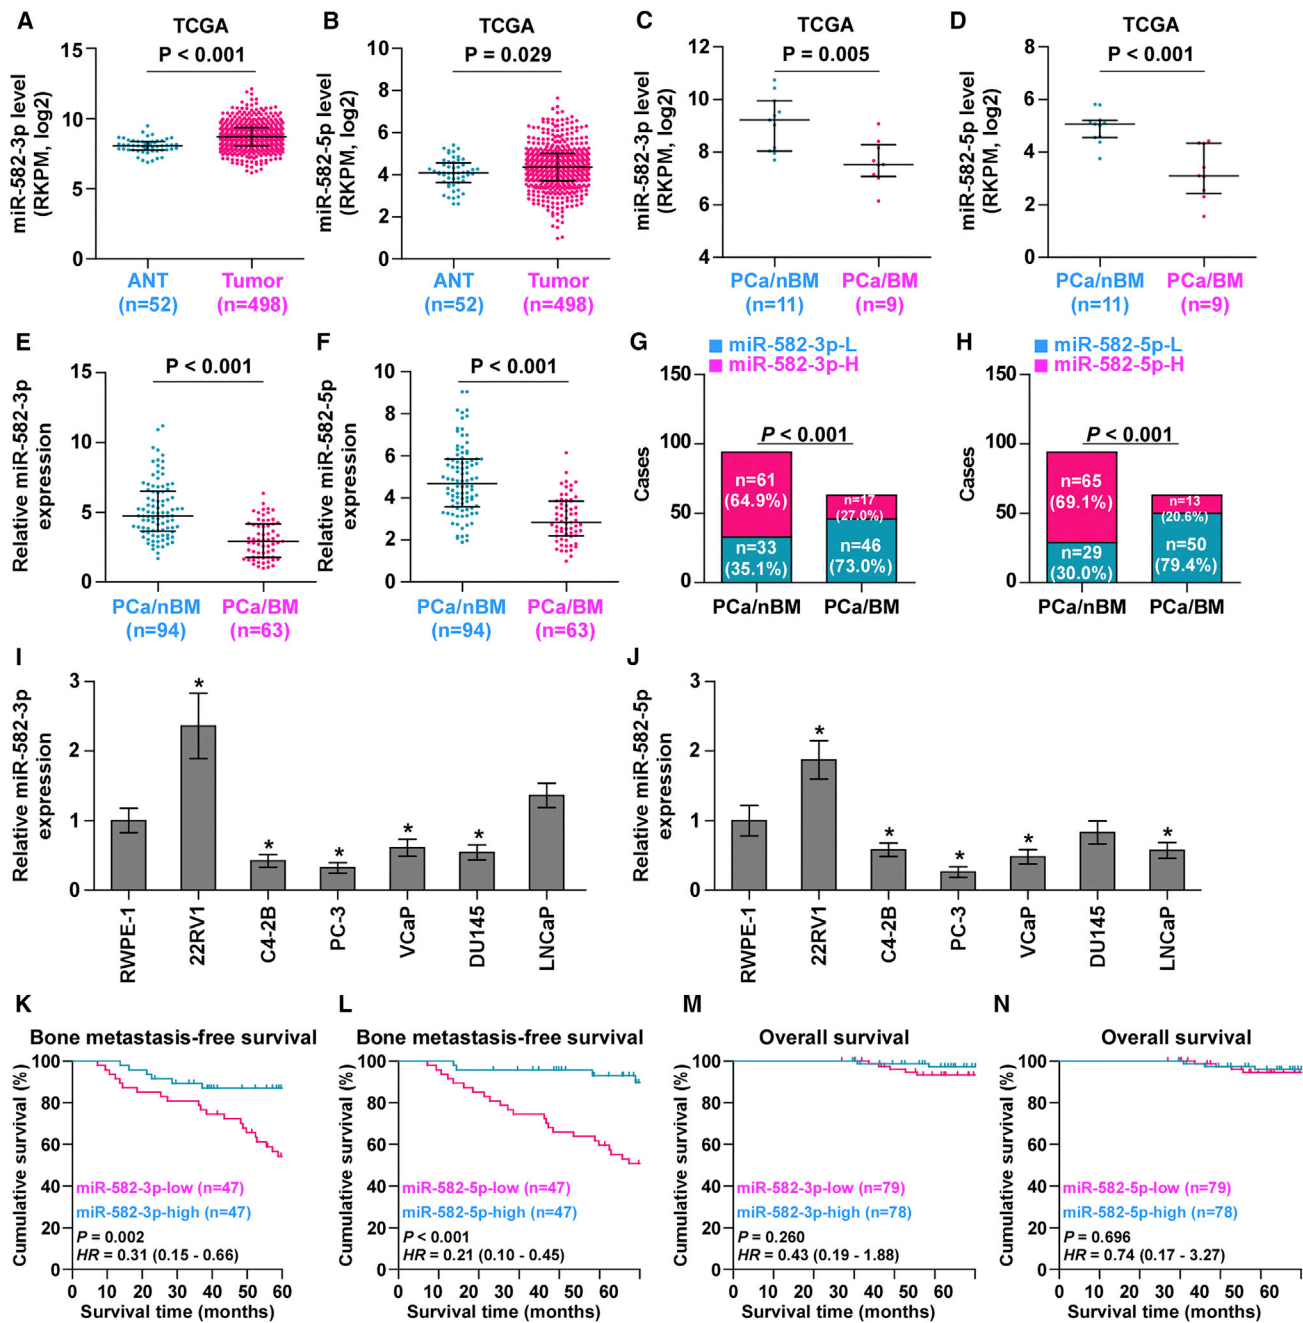 A
TCGA
P < 0.001
miR-582-3p level
(RKPM, log2)
15
10
5
0
ANT
(n=52)
Tumor
(n=498)
B
TCGA
P = 0.029
miR-582-5p level
(RKPM, log2)
10
8
6
4
2
0
ANT
(n=52)
Tumor
(n=498)
C
TCGA
P = 0.005
miR-582-3p level
(RKPM, log2)
12
10
8
6
4
PCa/nBM
(n=11)
PCa/BM
(n=9)
D
TCGA
P < 0.001
miR-582-5p level
(RKPM, log2)
8
6
4
2
0
PCa/nBM
(n=11)
PCa/BM
(n=9)
E
P < 0.001
Relative miR-582-3p
expression
15
10
5
0
PCa/nBM
(n=94)
PCa/BM
(n=63)
F
P < 0.001
Relative miR-582-5p
expression
10
8
6
4
2
0
PCa/nBM
(n=94)
PCa/BM
(n=63)
G
miR-582-3p-L
miR-582-3p-H
P < 0.001
Cases
150
100
50
0
n=61
(64.9%)
n=33
(35.1%)
n=17
(27.0%)
n=46
(73.0%)
PCa/nBM
PCa/BM
H
miR-582-5p-L
miR-582-5p-H
P < 0.001
Cases
150
100
50
0
n=65
(69.1%)
n=29
(30.0%)
n=13
(20.6%)
n=50
(79.4%)
PCa/nBM
PCa/BM
I
Relative miR-582-3p
expression
3
2
1
0
*
*
*
*
*
RWPE-1
22RV1
C4-2B
PC-3
VCaP
DU145
LNCaP
J
Relative miR-582-5p
expression
3
2
1
0
*
*
*
*
*
RWPE-1
22RV1
C4-2B
PC-3
VCaP
DU145
LNCaP
K
Bone metastasis-free survival
Cumulative survival (%)
100
80
60
40
20
0
miR-582-3p-low (n=47)
miR-582-3p-high (n=47)
P = 0.002
HR = 0.31 (0.15 - 0.66)
0 10 20 30 40 50 60
Survival time (months)
L
Bone metastasis-free survival
Cumulative survival (%)
100
80
60
40
20
0
miR-582-5p-low (n=47)
miR-582-5p-high (n=47)
P < 0.001
HR = 0.21 (0.10 - 0.45)
0 10 20 30 40 50 60
Survival time (months)
M
Overall survival
Cumulative survival (%)
100
80
60
40
20
0
miR-582-3p-low (n=79)
miR-582-3p-high (n=78)
P = 0.260
HR = 0.43 (0.19 - 1.88)
0 10 20 30 40 50 60
Survival time (months)
N
Overall survival
Cumulative survival (%)
100
80
60
40
20
0
miR-582-5p-low (n=79)
miR-582-5p-high (n=78)
P = 0.696
HR = 0.74 (0.17 - 3.27)
0 10 20 30 40 50 60
Survival time (months)